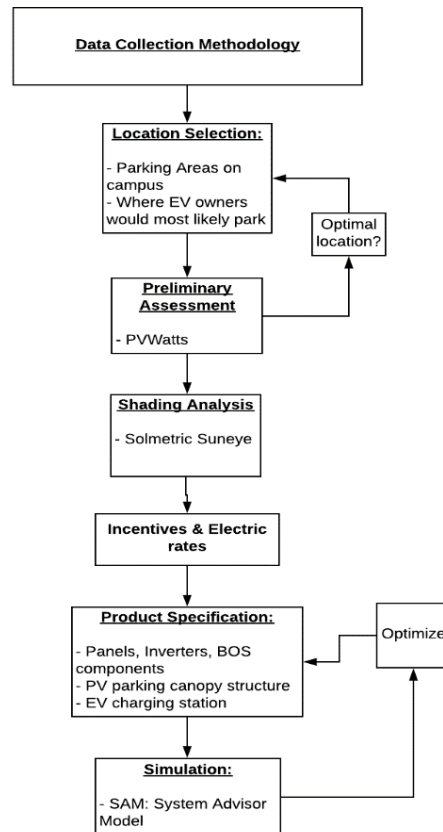 Data Collection Methodology
Location Selection:
- Parking Areas on
campus
- Where EV owners
would most likely park
Optimal
location?
Preliminary
Assessment
- PVWatts
Shading Analysis
- Solmetric Suneye
Incentives & Electric
rates
Product Specification:
- Panels, Inverters, BOS
components
- PV parking canopy structure
- EV charging station
Optimize
Simulation:
- SAM: System Advisor
Model